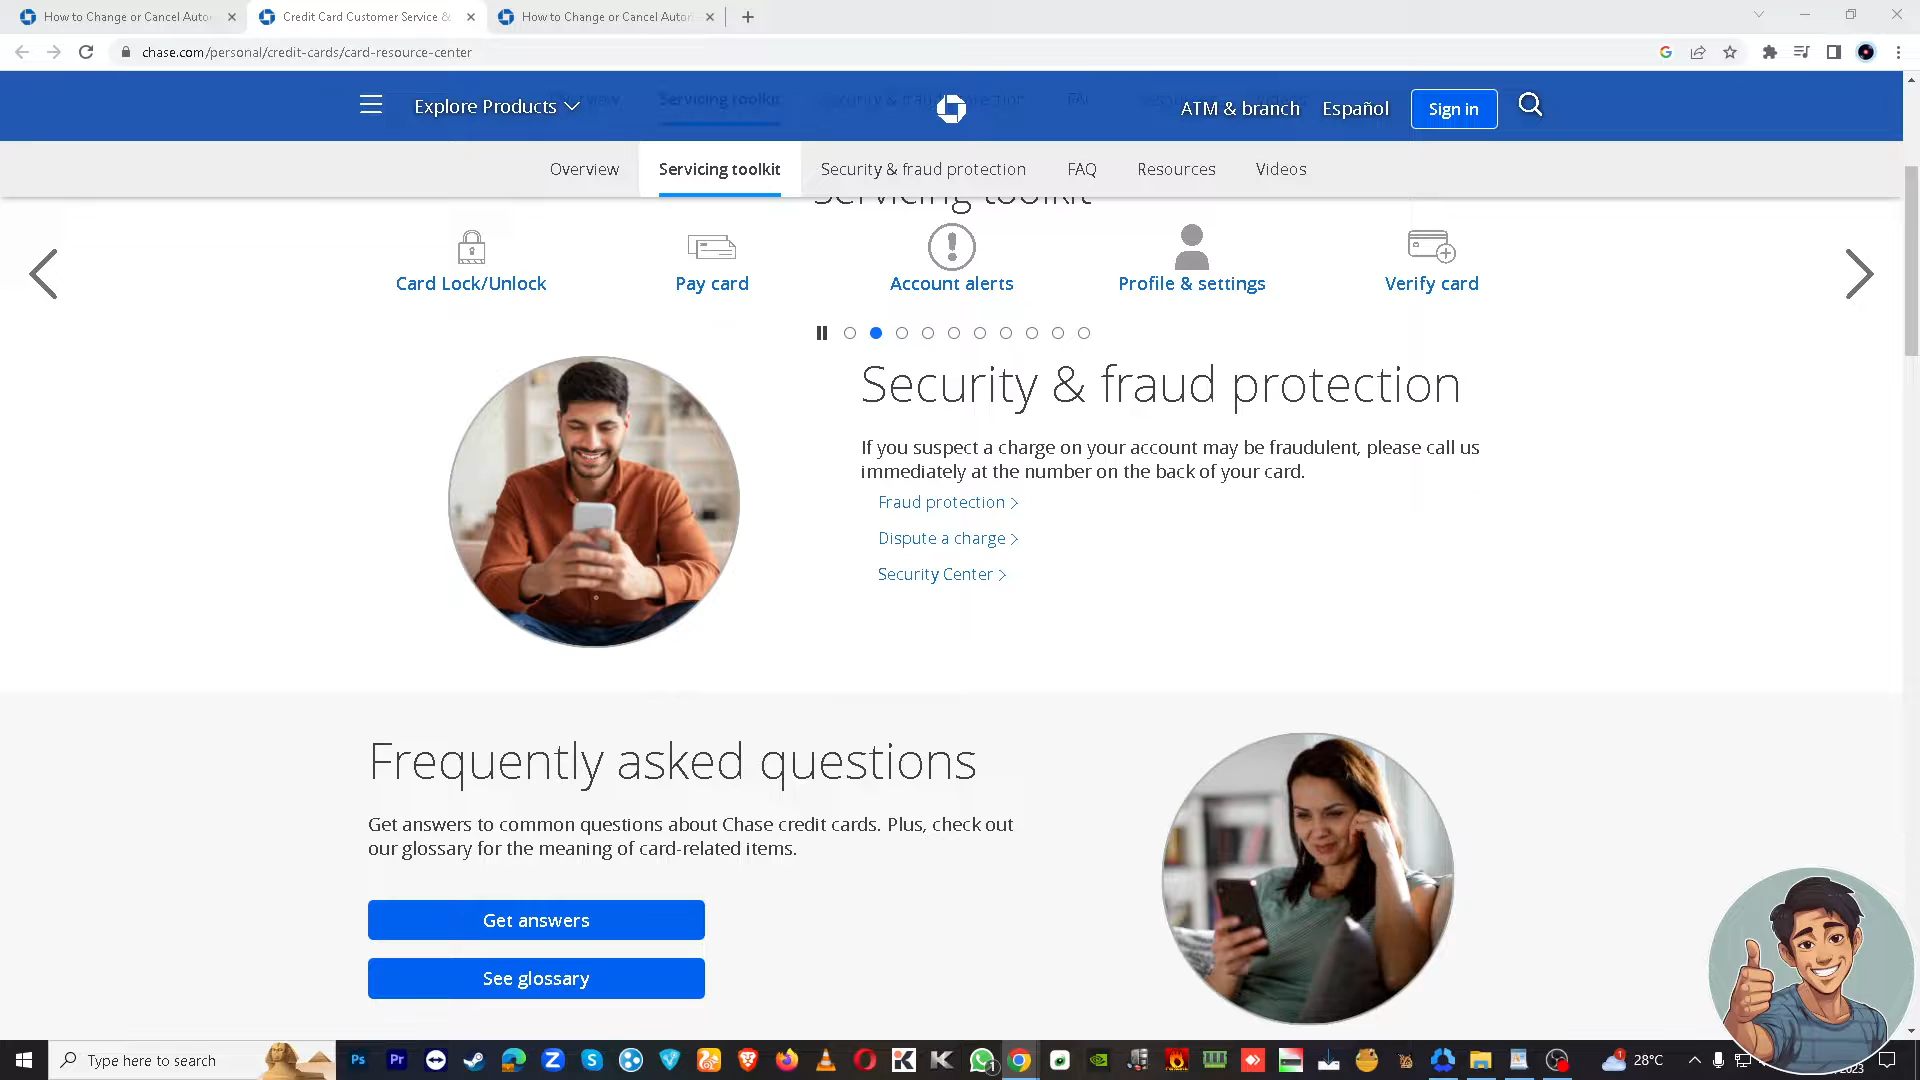 How to Change or Cancel Auto
Credit Card Customer Service &
How to Change or Cancel Auto
chase.com/personal/credit-cards/card-resource-center
Explore Products
ATM & branch
Español
Sign in
Overview
Servicing toolkit
Security & fraud protection
FAQ
Resources
Videos
Servicing toolkit
Card Lock/Unlock
Pay card
Account alerts
Profile & settings
Verify card
Security & fraud protection
If you suspect a charge on your account may be fraudulent, please call us
immediately at the number on the back of your card.
Fraud protection
Dispute a charge
Security Center
Frequently asked questions
Get answers to common questions about Chase credit cards. Plus, check out
our glossary for the meaning of card-related items.
Get answers
See glossary
Type here to search
28°C
2023